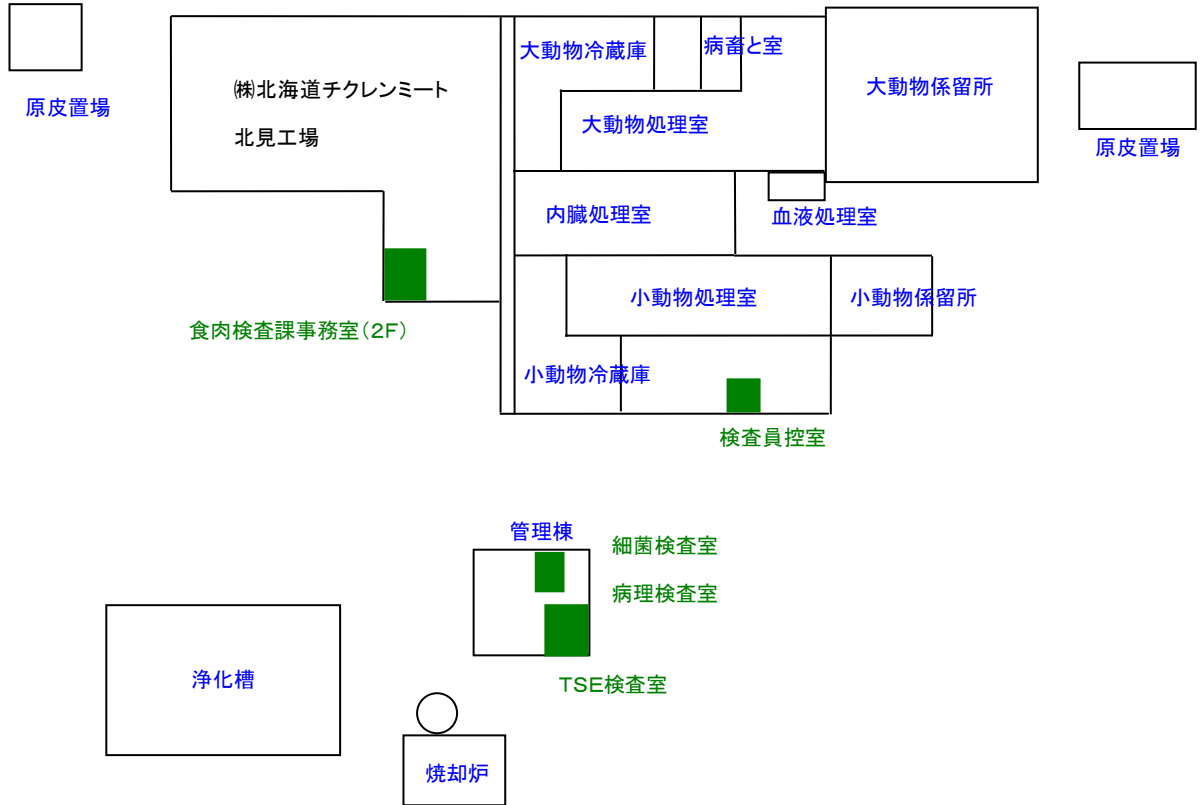 大動物冷蔵庫
病畜と室
㈱北海道チクレンミート
北見工場
大動物係留所
原皮置場
大動物処理室
原皮置場
内臓処理室
血液処理室
小動物処理室
小動物係留所
食肉検査課事務室(2F)
小動物冷蔵庫
検査員控室
管理棟
細菌検査室
病理検査室
浄化槽
TSE検査室
焼却炉